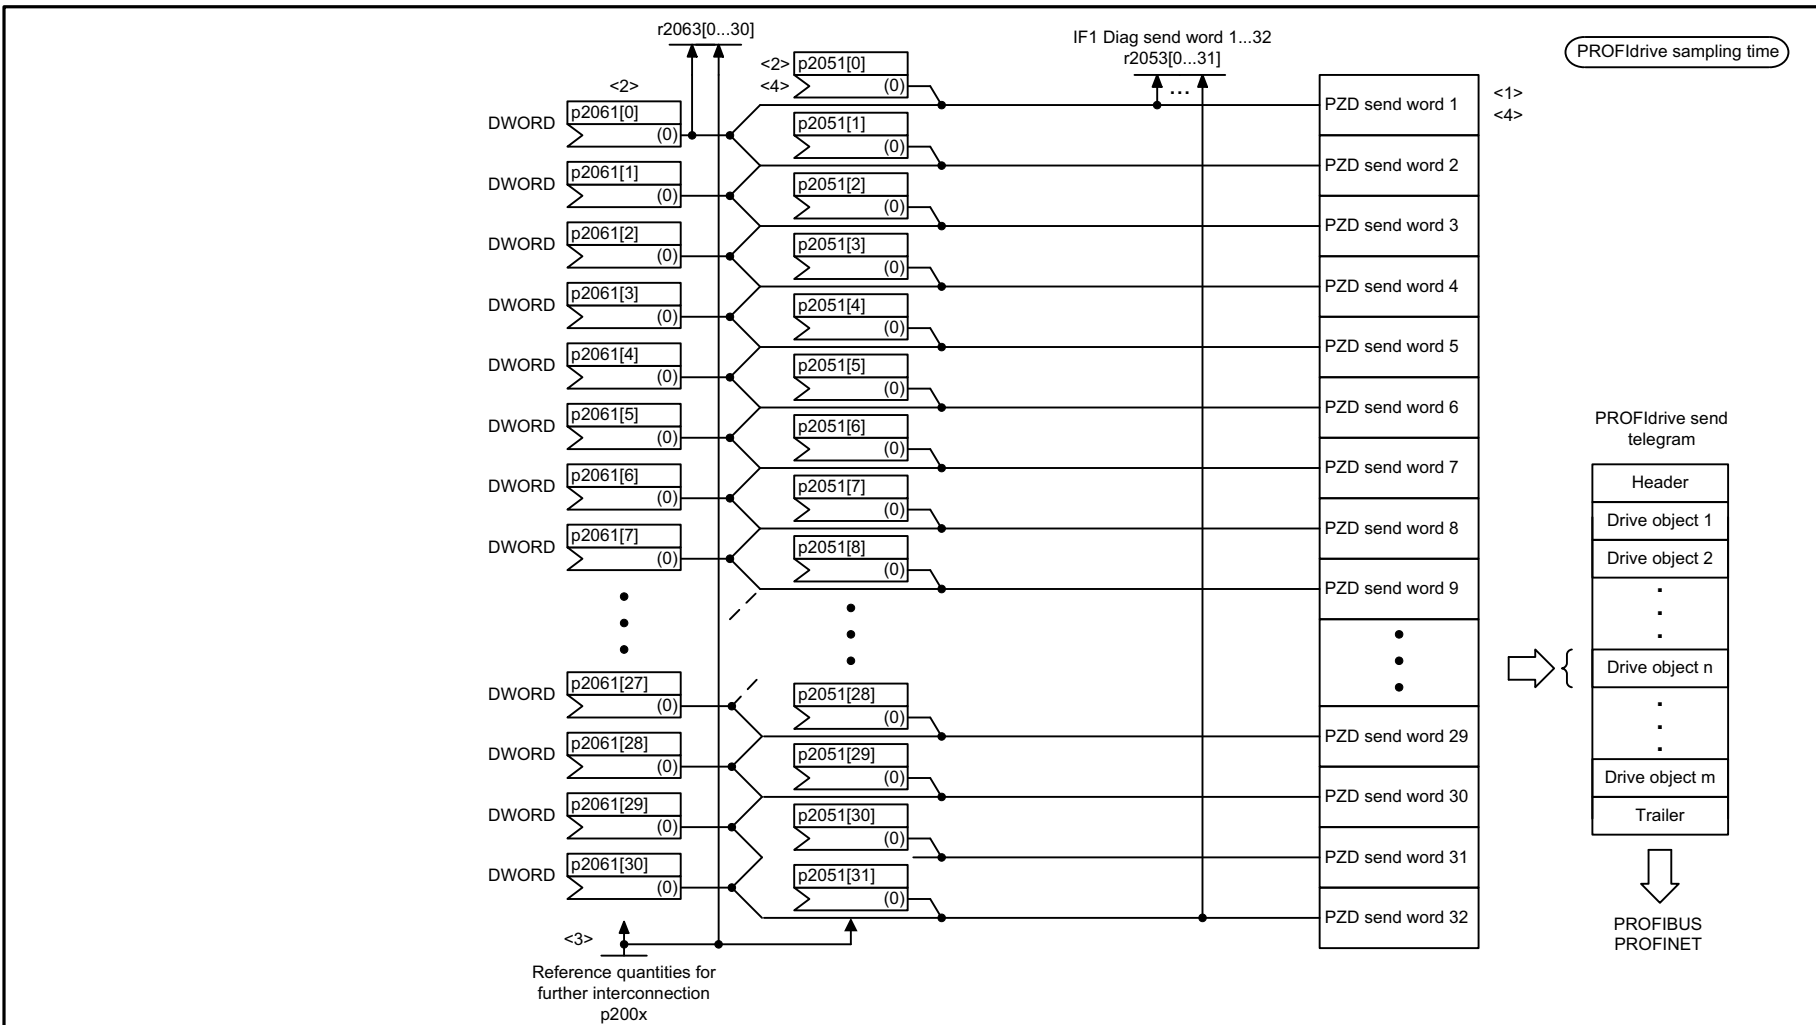 r2063[0...30]
IF1 Diag send word 1...32
r2053[0...31]
PROFIdrive sampling time
<2>
<2>
<4>
p2051[0]
(0)
...
DWORD
p2061[0]
(0)
PZD send word 1
<1>
<4>
p2051[1]
(0)
DWORD
p2061[1]
(0)
PZD send word 2
p2051[2]
(0)
DWORD
p2061[2]
(0)
PZD send word 3
p2051[3]
(0)
DWORD
p2061[3]
(0)
PZD send word 4
p2051[4]
(0)
DWORD
p2061[4]
(0)
PZD send word 5
p2051[5]
(0)
DWORD
p2061[5]
(0)
PZD send word 6
p2051[6]
(0)
DWORD
p2061[6]
(0)
PZD send word 7
p2051[7]
(0)
DWORD
p2061[7]
(0)
PZD send word 8
p2051[8]
(0)
PZD send word 9
DWORD
p2061[27]
(0)
p2051[28]
(0)
PZD send word 29
DWORD
p2061[28]
(0)
p2051[29]
(0)
PZD send word 30
DWORD
p2061[29]
(0)
p2051[30]
(0)
PZD send word 31
DWORD
p2061[30]
(0)
p2051[31]
(0)
PZD send word 32
<3>
Reference quantities for
further interconnection
p200x
PROFIdrive send
telegram
Header
Drive object 1
Drive object 2
Drive object n
Drive object m
Trailer
PROFIBUS
PROFINET